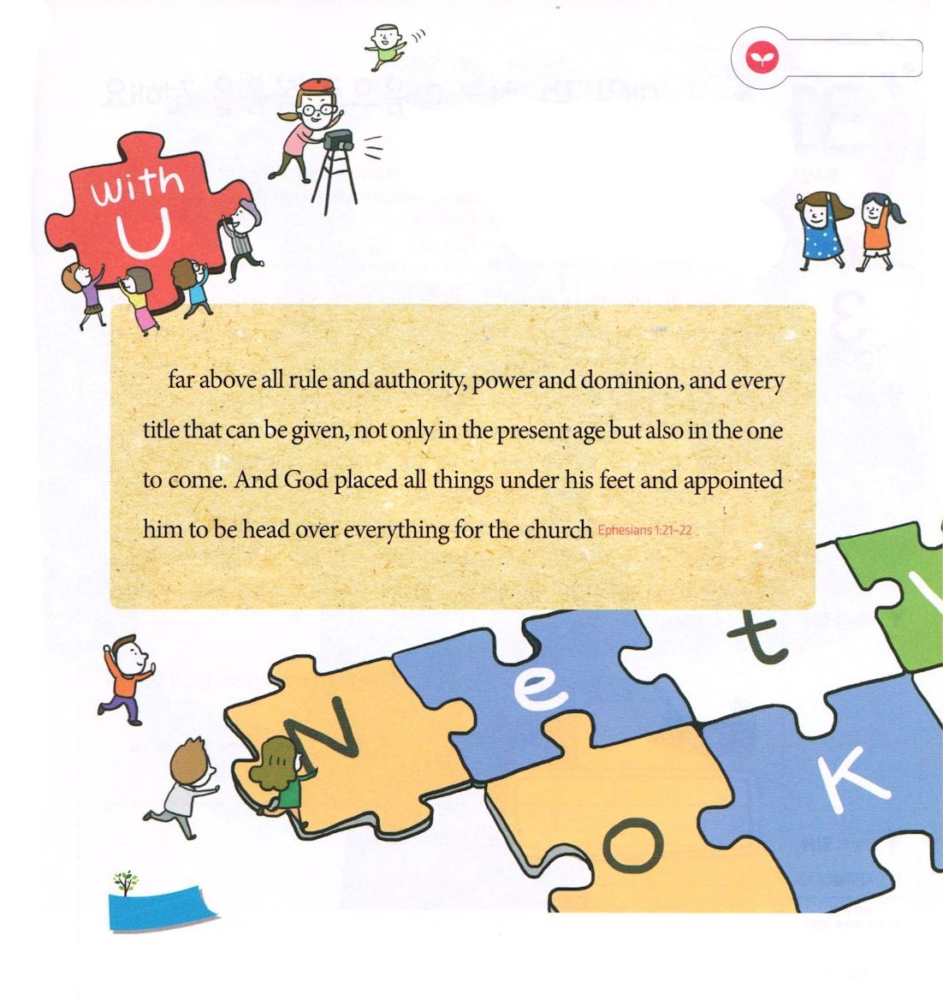 with
U
far above all rule and authority, power and dominion, and every
title that can be given, not only in the present age but also in the one
to come. And God placed all things under his feet and appointed
him to be head over everything for the church Ephesians 1:21-22
N e t
o K